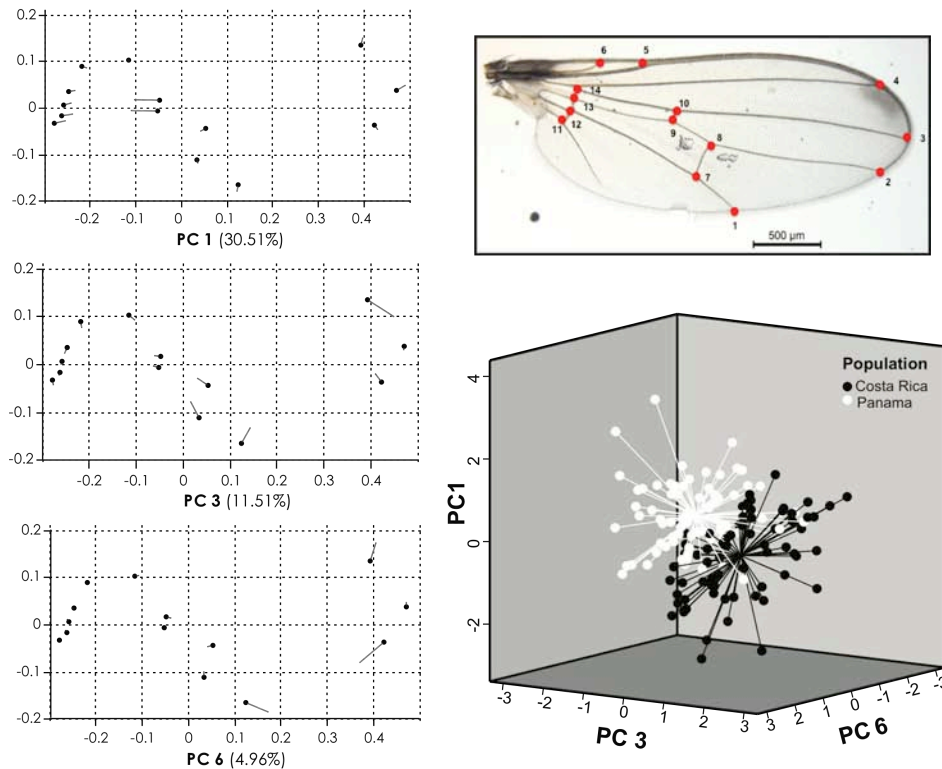 0.2
0.1
0
-0.1
-0.2
-0.2 -0.1 0 0.1 0.2 0.3 0.4
PC 1 (30.51%)
0.2
0.1
0
-0.1
-0.2
-0.2 -0.1 0 0.1 0.2 0.3 0.4
PC 3 (11.51%)
0.2
0.1
0
-0.1
-0.2
-0.2 -0.1 0 0.1 0.2 0.3 0.4
PC 6 (4.96%)
6 5
4
14
13
10
3
11 12
9
8
7
2
1
500 µm
Population
Costa Rica
Panama
4
2
0
-2
PC1
-3 -2 -1 0 1 2 3
PC 3
3 2 1 0 -1 -2 -3
PC 6